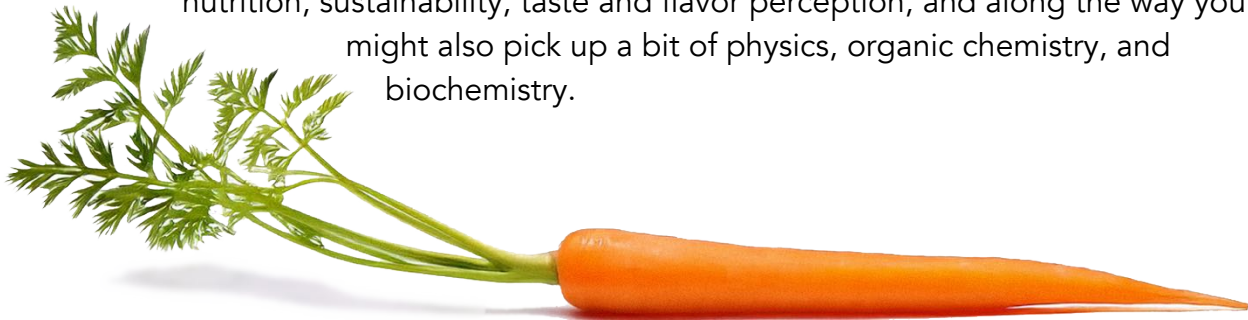 nutrition, sustainability, taste and flavor perception, and along the way you
might also pick up a bit of physics, organic chemistry, and
biochemistry.